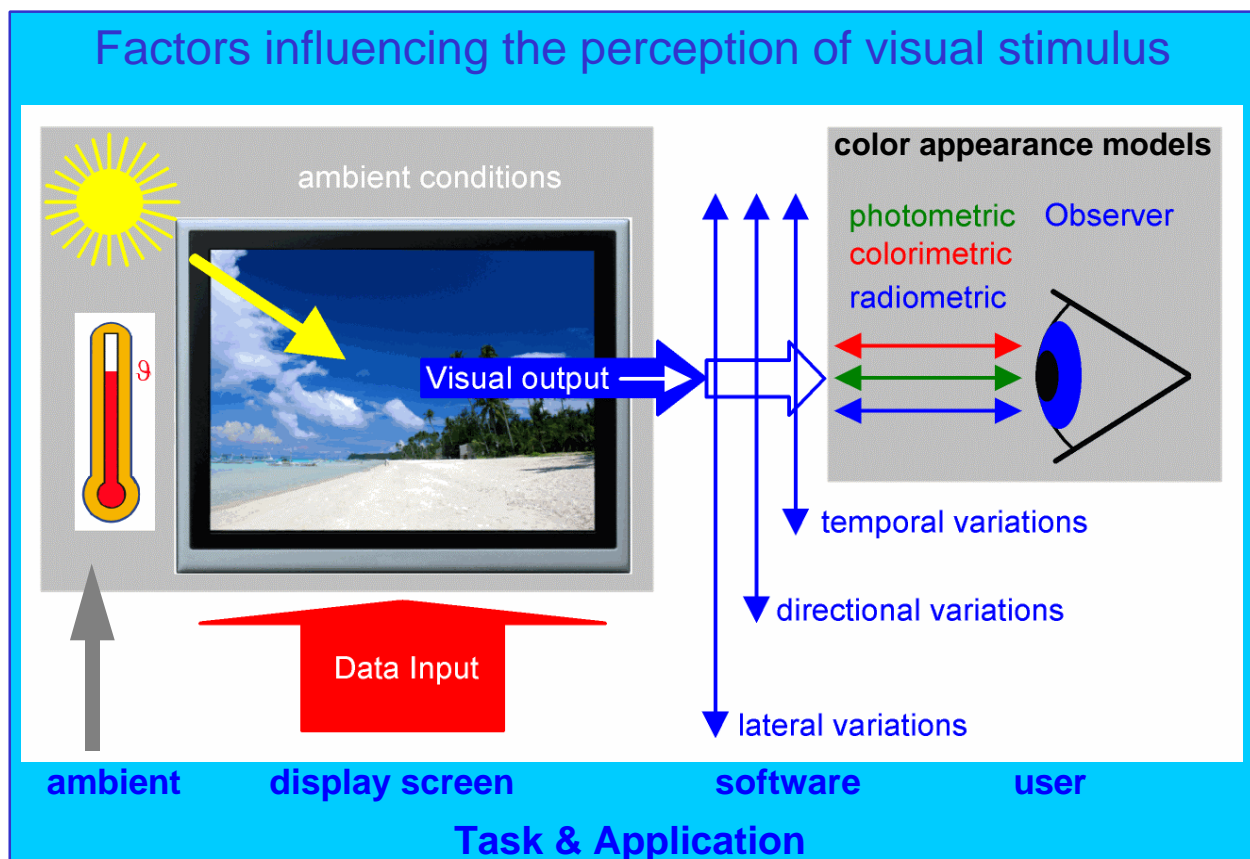 Factors influencing the perception of visual stimulus
ambient conditions
ϑ
Visual output
Data Input
color appearance models
photometric
Observer
colorimetric
radiometric
temporal variations
directional variations
lateral variations
ambient
display screen
software
user
Task & Application